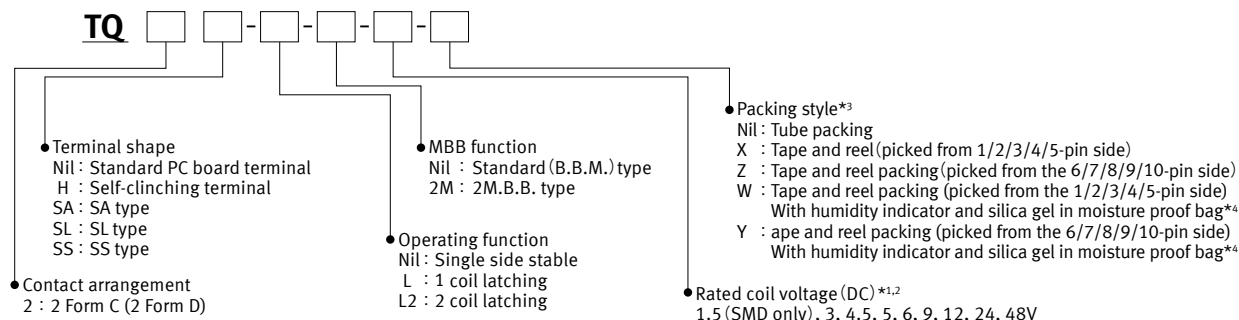 TQ - - - -
Packing style*3
Nil : Tube packing
X : Tape and reel (picked from 1/2/3/4/5-pin side)
Z : Tape and reel packing (picked from the 6/7/8/9/10-pin side)
W : Tape and reel packing (picked from the 1/2/3/4/5-pin side)
With humidity indicator and silica gel in moisture proof bag*4
Y : ape and reel packing (picked from the 6/7/8/9/10-pin side)
With humidity indicator and silica gel in moisture proof bag*4
Terminal shape
Nil : Standard PC board terminal
H : Self-clinching terminal
SA : SA type
SL : SL type
SS : SS type
MBB function
Nil : Standard (B.B.M.) type
2M : 2M.B.B. type
Operating function
Nil : Single side stable
L : 1 coil latching
L2 : 2 coil latching
Contact arrangement
2 : 2 Form C (2 Form D)
Rated coil voltage (DC) *1,2
1.5 (SMD only), 3, 4.5, 5, 6, 9, 12, 24, 48V